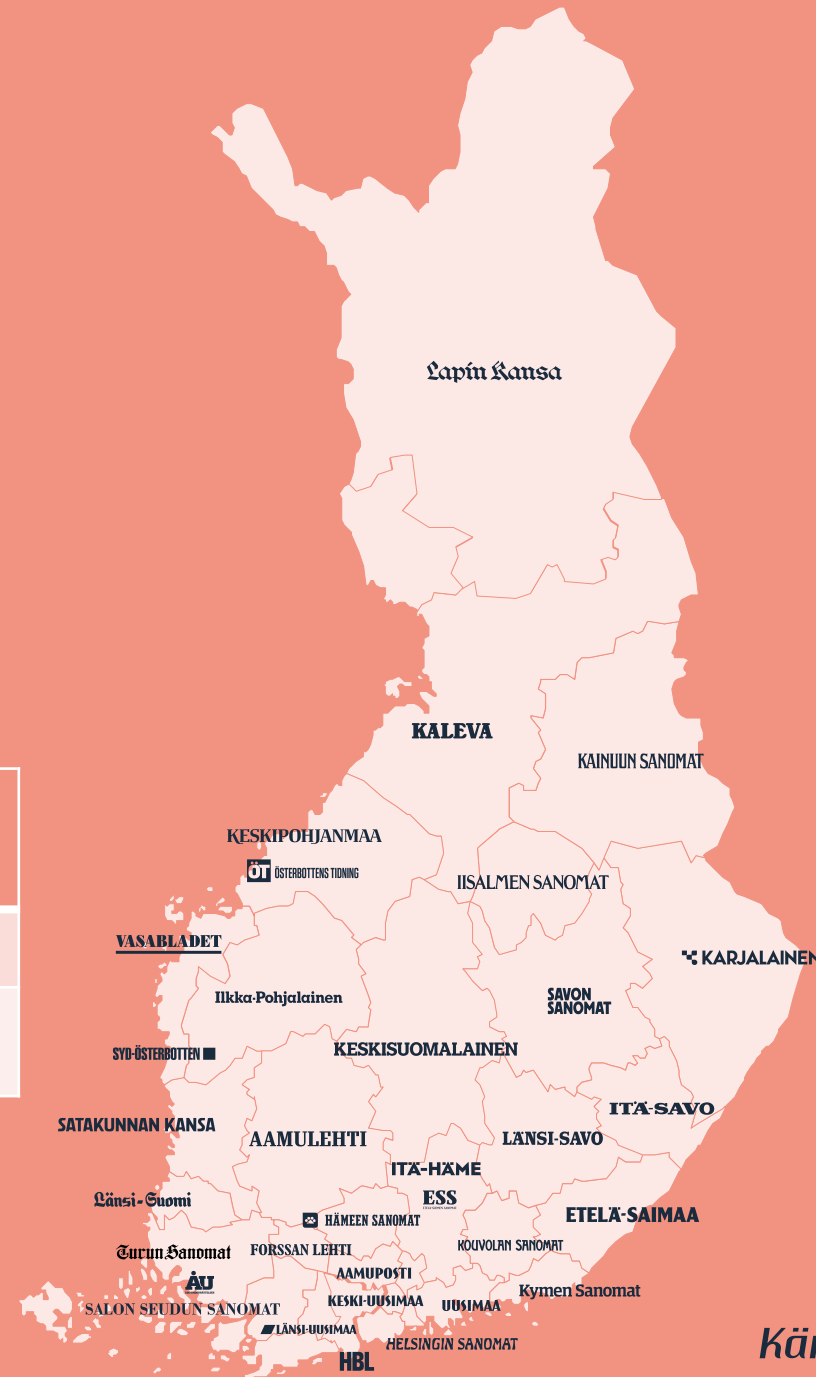 Lapin Kansa
KALEVA
KAINUUN SANOMAT
KESKIPOHJANMAA
ÖT ÖSTERBOTTENS TIDNING
IISALMEN SANOMAT
VASABLADET
KARJALAINEN
Ilkka-Pohjalainen
SAVON
SANOMAT
KESKISUOMALAINEN
SYD-ÖSTERBOTTEN
ITÄ-SAVO
SATAKUNNAN KANSA
AAMULEHTI
LÄNSI-SAVO
ITÄ-HÄME
Länsi-Suomi
ESS
ETELÄ-SAIMAA
HÄMEEN SANOMAT
Turun Sanomat
FORSSAN LEHTI
KOUVOLAN SANOMAT
AAMUPOSTI
ÅU
Kymen Sanomat
SALON SEUDUN SANOMAT
KESKI-UUSIMAA
UUSIMAA
LÄNSI-UUSIMAA
HELSINGIN SANOMAT
HBL
Kär